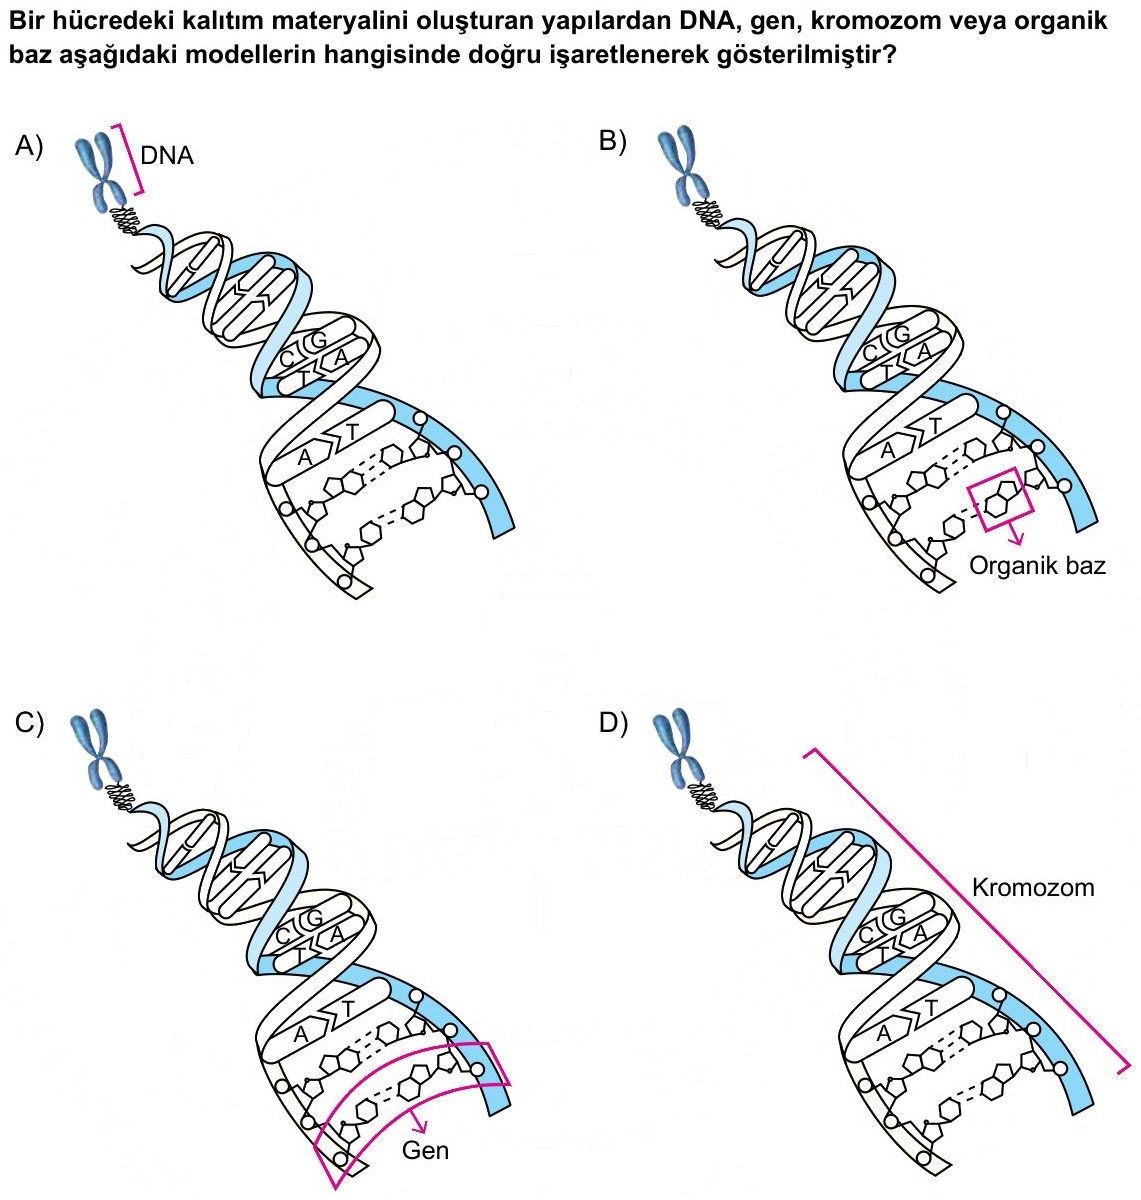 Bir hücredeki kalıtım materyalini oluşturan yapılardan DNA, gen, kromozom veya organik
baz aşağıdaki modellerin hangisinde doğru işaretlenerek gösterilmiştir?
A)
DNA
G
C
A
T
T
A
B)
G
C
A
T
T
A
Organik baz
C)
G
C
A
T
T
A
Gen
D)
Kromozom
G
C
A
T
T
A